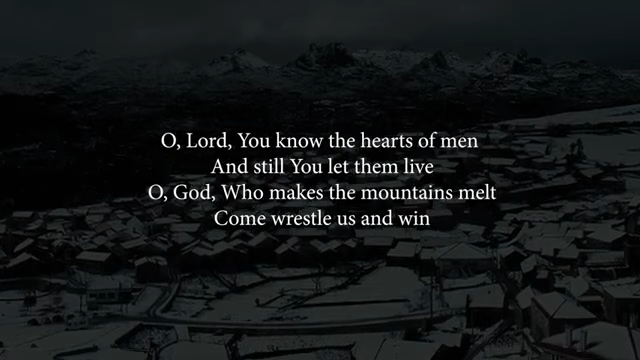 O, Lord, You know the hearts of men
And still You let them live
O, God, Who makes the mountains melt
Come wrestle us and win